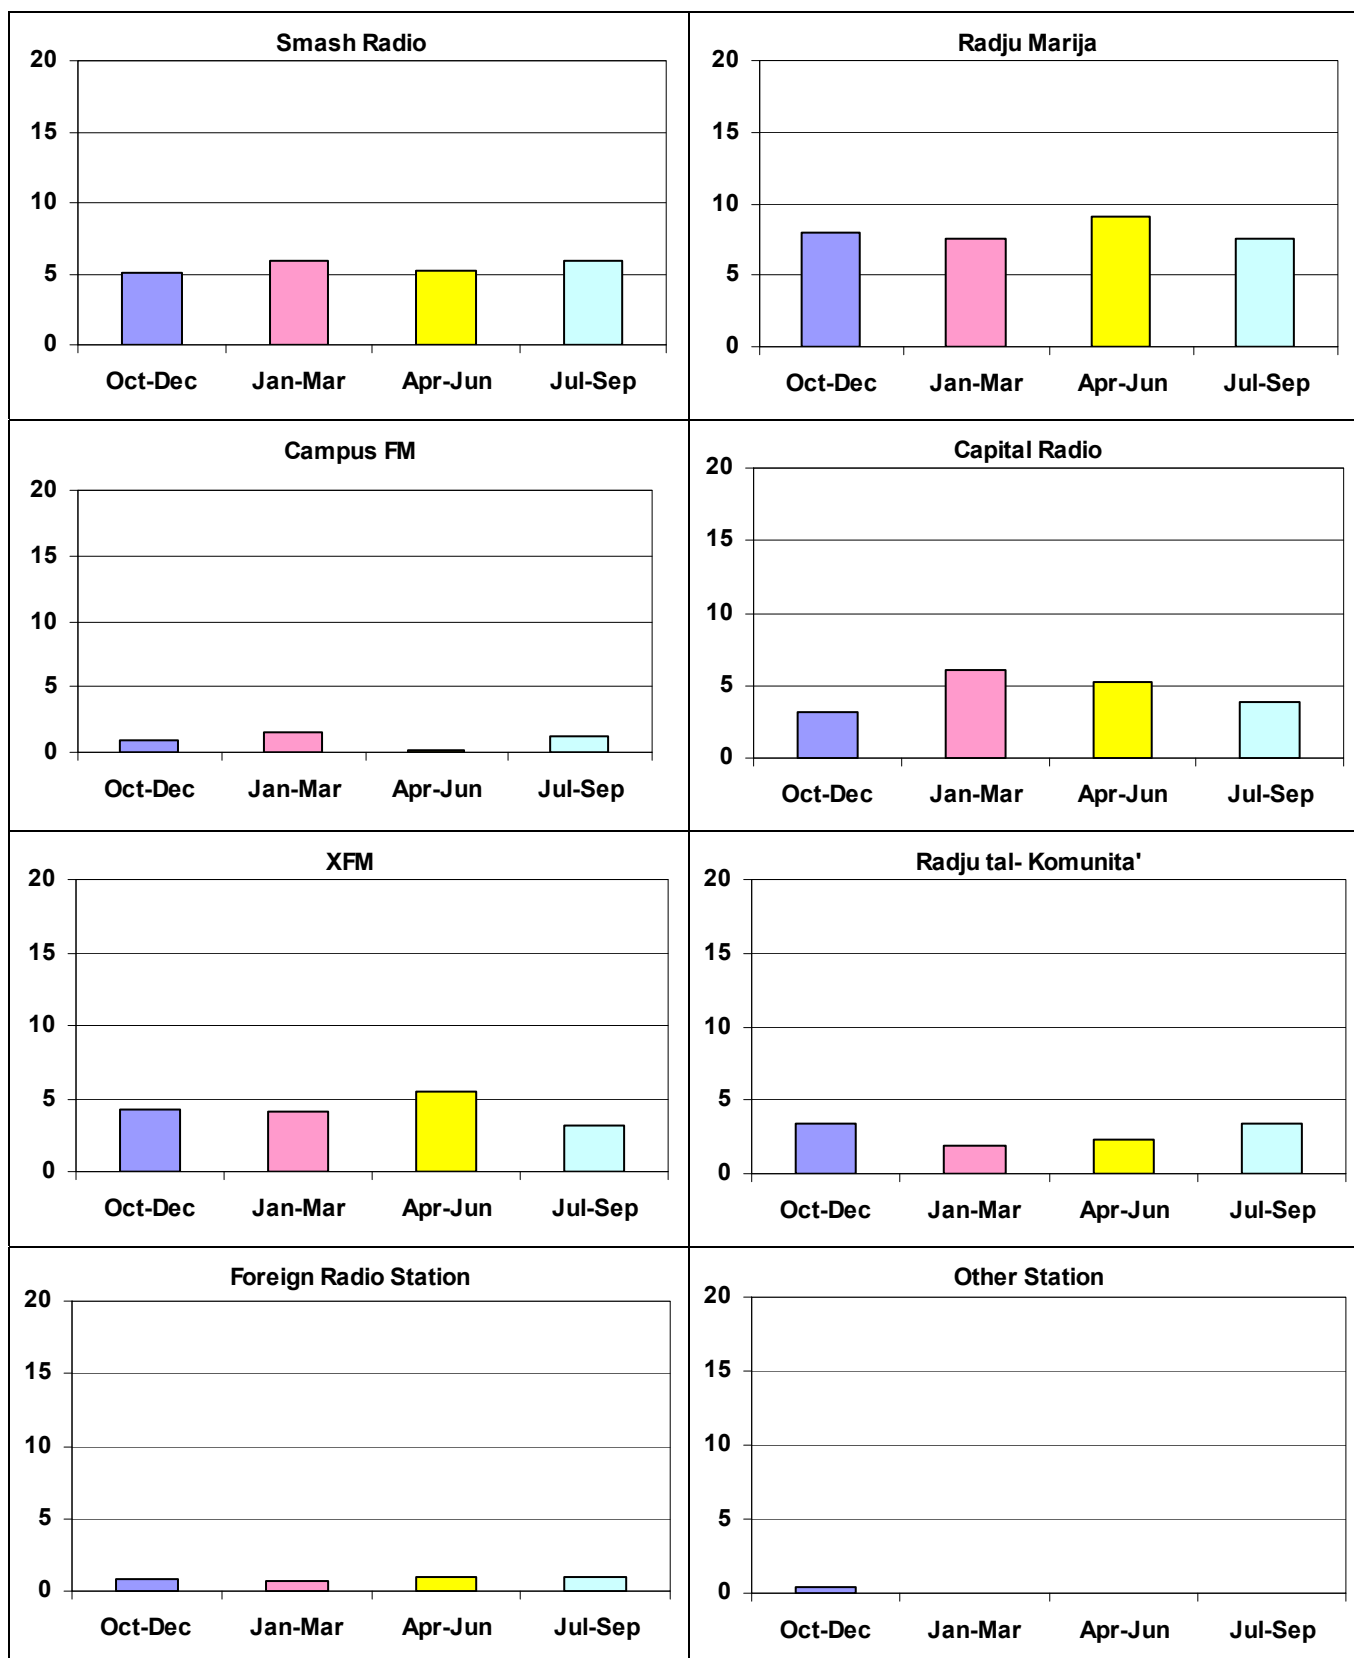 Smash Radio
20
15
10
5
0
Oct-Dec Jan-Mar Apr-Jun Jul-Sep
Radju Marija
20
15
10
5
0
Oct-Dec Jan-Mar Apr-Jun Jul-Sep
Campus FM
20
15
10
5
0
Oct-Dec Jan-Mar Apr-Jun Jul-Sep
Capital Radio
20
15
10
5
0
Oct-Dec Jan-Mar Apr-Jun Jul-Sep
XFM
20
15
10
5
0
Oct-Dec Jan-Mar Apr-Jun Jul-Sep
Radju tal- Komunita'
20
15
10
5
0
Oct-Dec Jan-Mar Apr-Jun Jul-Sep
Foreign Radio Station
20
15
10
5
0
Oct-Dec Jan-Mar Apr-Jun Jul-Sep
Other Station
20
15
10
5
0
Oct-Dec Jan-Mar Apr-Jun Jul-Sep